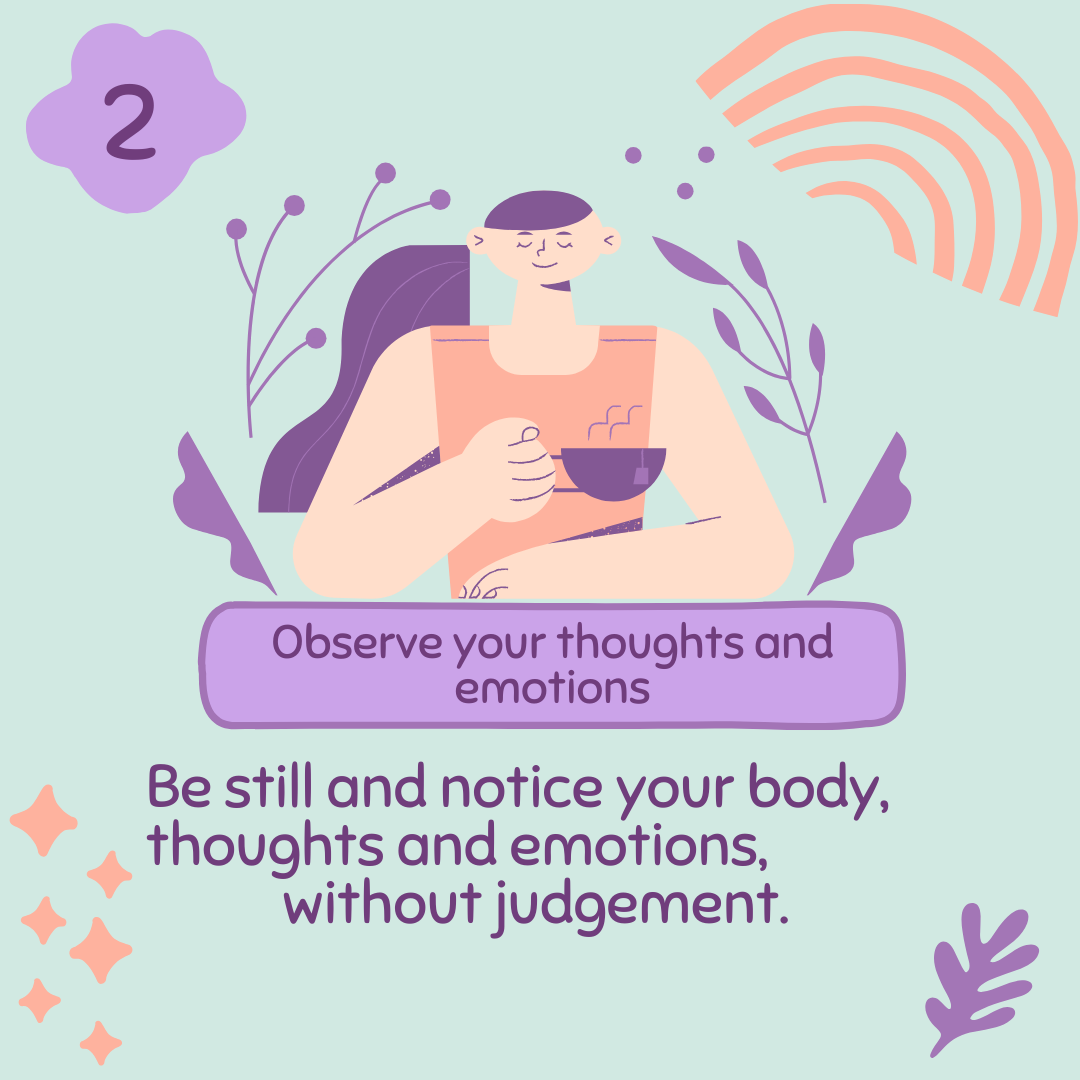 2
Observe your thoughts and
emotions
Be still and notice your body,
thoughts and emotions,
without judgement.